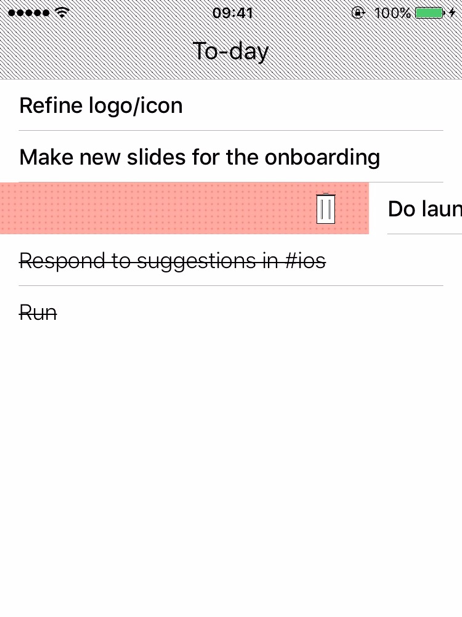 09:41
100%
To-day
Refine logo/icon
Make new slides for the onboarding
Do laun
Respond to suggestions in #ios
Run